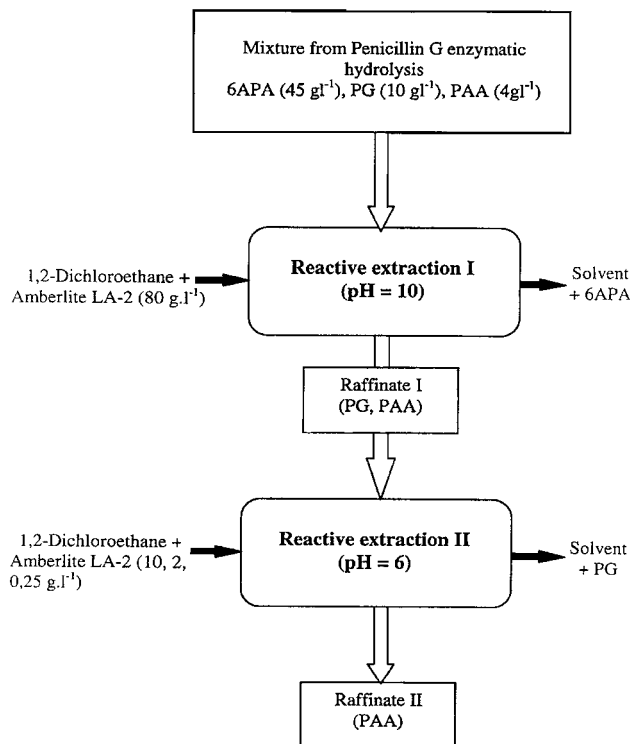 Mixture from Penicillin G enzymatic
hydrolysis
6APA (45 gl⁻¹), PG (10 gl⁻¹), PAA (4gl⁻¹)
1,2-Dichloroethane +
Amberlite LA-2 (80 g.l⁻¹)
Reactive extraction I
(pH = 10)
Solvent
+ 6APA
Raffinate I
(PG, PAA)
1,2-Dichloroethane +
Amberlite LA-2 (10, 2,
0,25 g.l⁻¹)
Reactive extraction II
(pH = 6)
Solvent
+ PG
Raffinate II
(PAA)